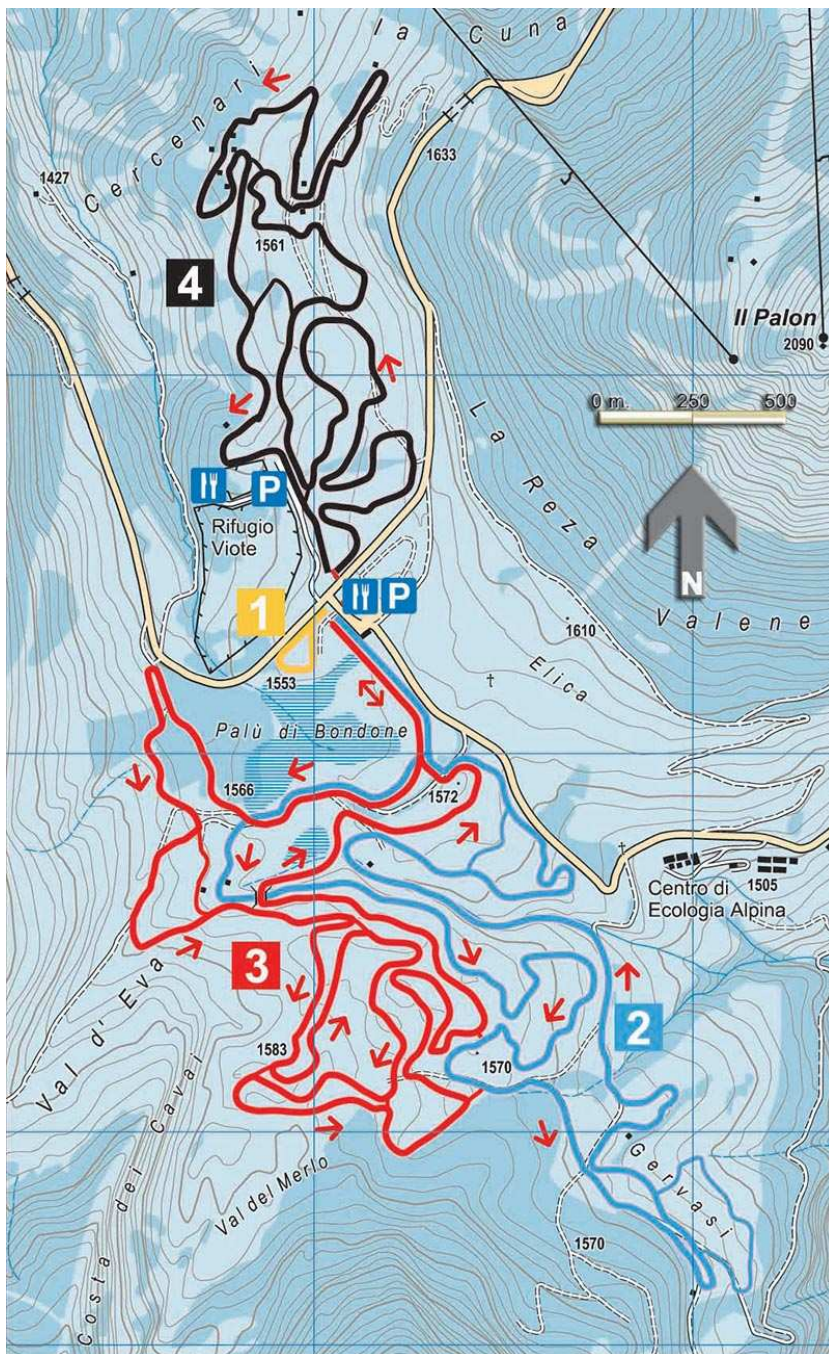 la Cuna
Cercenari
1427
1633
1561
4
Il Palon
2090
0 m. 250 500
La Reza
P
Rifugio
Viote
N
1
P
Valene
1610
Elica
1553
Palù di Bondone
1566
1572
Centro di
Ecologia Alpina
1505
3
2
Val d'Eva
1583
1570
Gervasi
Val del Merlo
Costa dei Cavai
1570